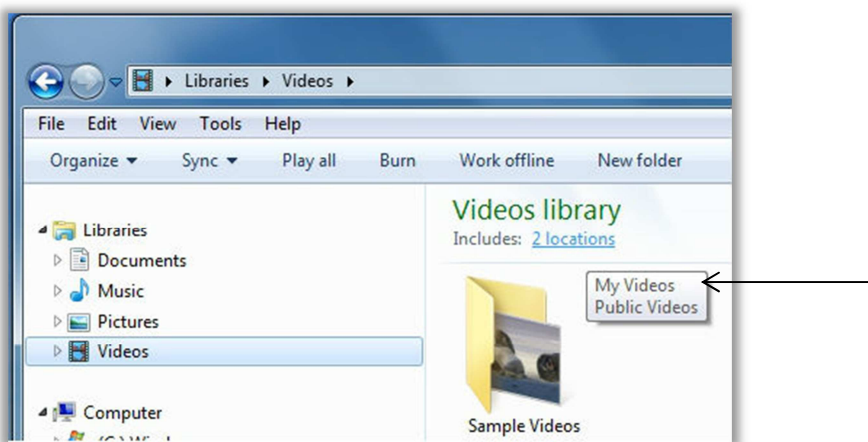 Libraries Videos
File Edit View Tools Help
Organize Sync Play all Burn Work offline New folder
Libraries
Documents
Music
Pictures
Videos
Computer
Videos library
Includes: 2 locations
My Videos
Public Videos
Sample Videos